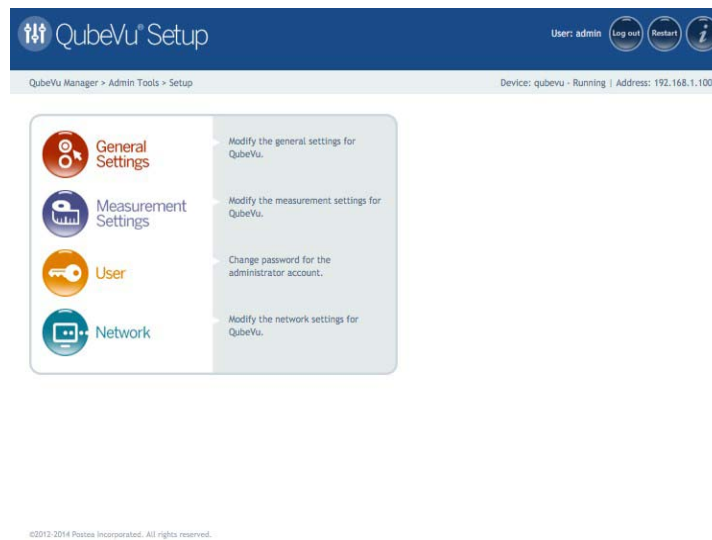 QubeVu® Setup
User: admin
Log out
Restart
i
QubeVu Manager > Admin Tools > Setup
Device: qubevu - Running | Address: 192.168.1.100
General
Settings
Modify the general settings for
QubeVu.
Measurement
Settings
Modify the measurement settings for
QubeVu.
User
Change password for the
administrator account.
Network
Modify the network settings for
QubeVu.
©2012-2014 Postea Incorporated. All rights reserved.